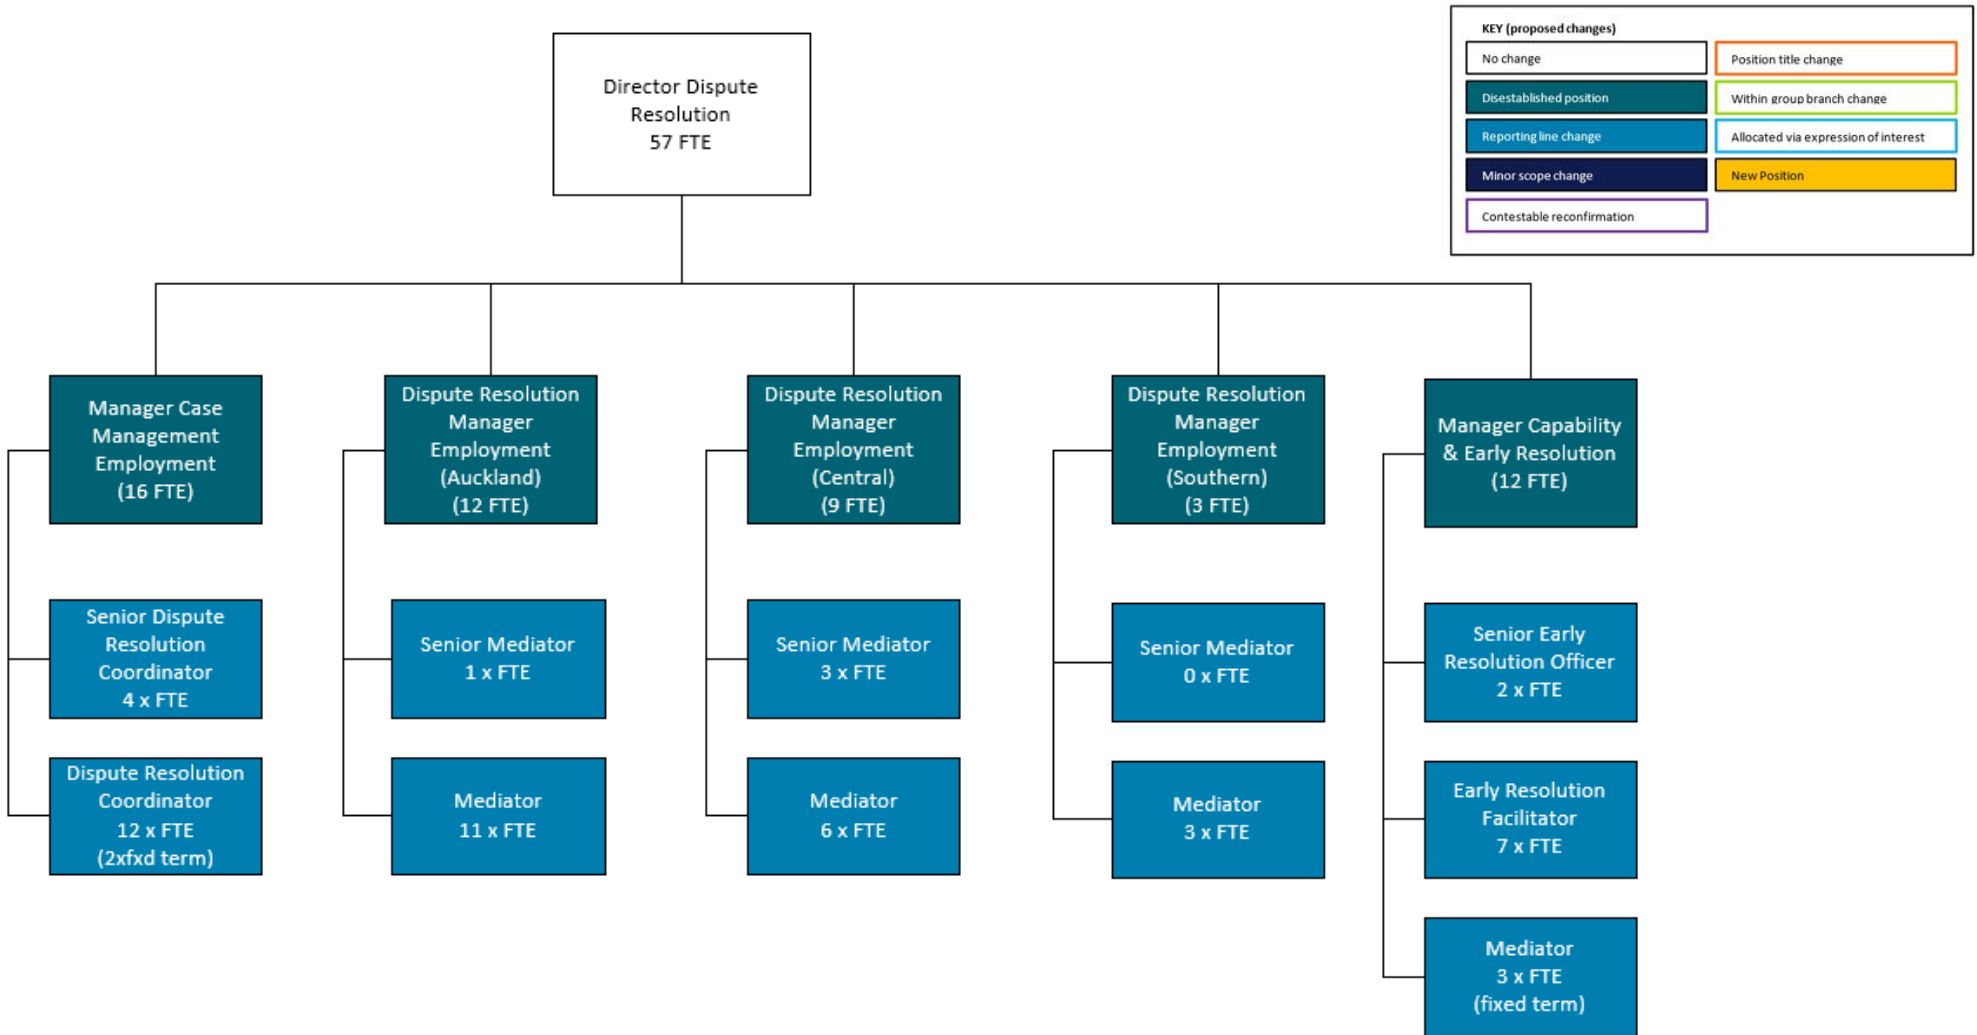 KEY (proposed changes)
No change
Position title change
Disestablished position
Within group branch change
Reporting line change
Allocated via expression of interest
Minor scope change
New Position
Contestable reconfirmation
Director Dispute
Resolution
57 FTE
Manager Case
Management
Employment
(16 FTE)
Dispute Resolution
Manager
Employment
(Auckland)
(12 FTE)
Dispute Resolution
Manager
Employment
(Central)
(9 FTE)
Dispute Resolution
Manager
Employment
(Southern)
(3 FTE)
Manager Capability
& Early Resolution
(12 FTE)
Senior Dispute
Resolution
Coordinator
4 x FTE
Senior Mediator
1 x FTE
Senior Mediator
3 x FTE
Senior Mediator
0 x FTE
Senior Early
Resolution Officer
2 x FTE
Dispute Resolution
Coordinator
12 x FTE
(2xfxd term)
Mediator
11 x FTE
Mediator
6 x FTE
Mediator
3 x FTE
Early Resolution
Facilitator
7 x FTE
Mediator
3 x FTE
(fixed term)